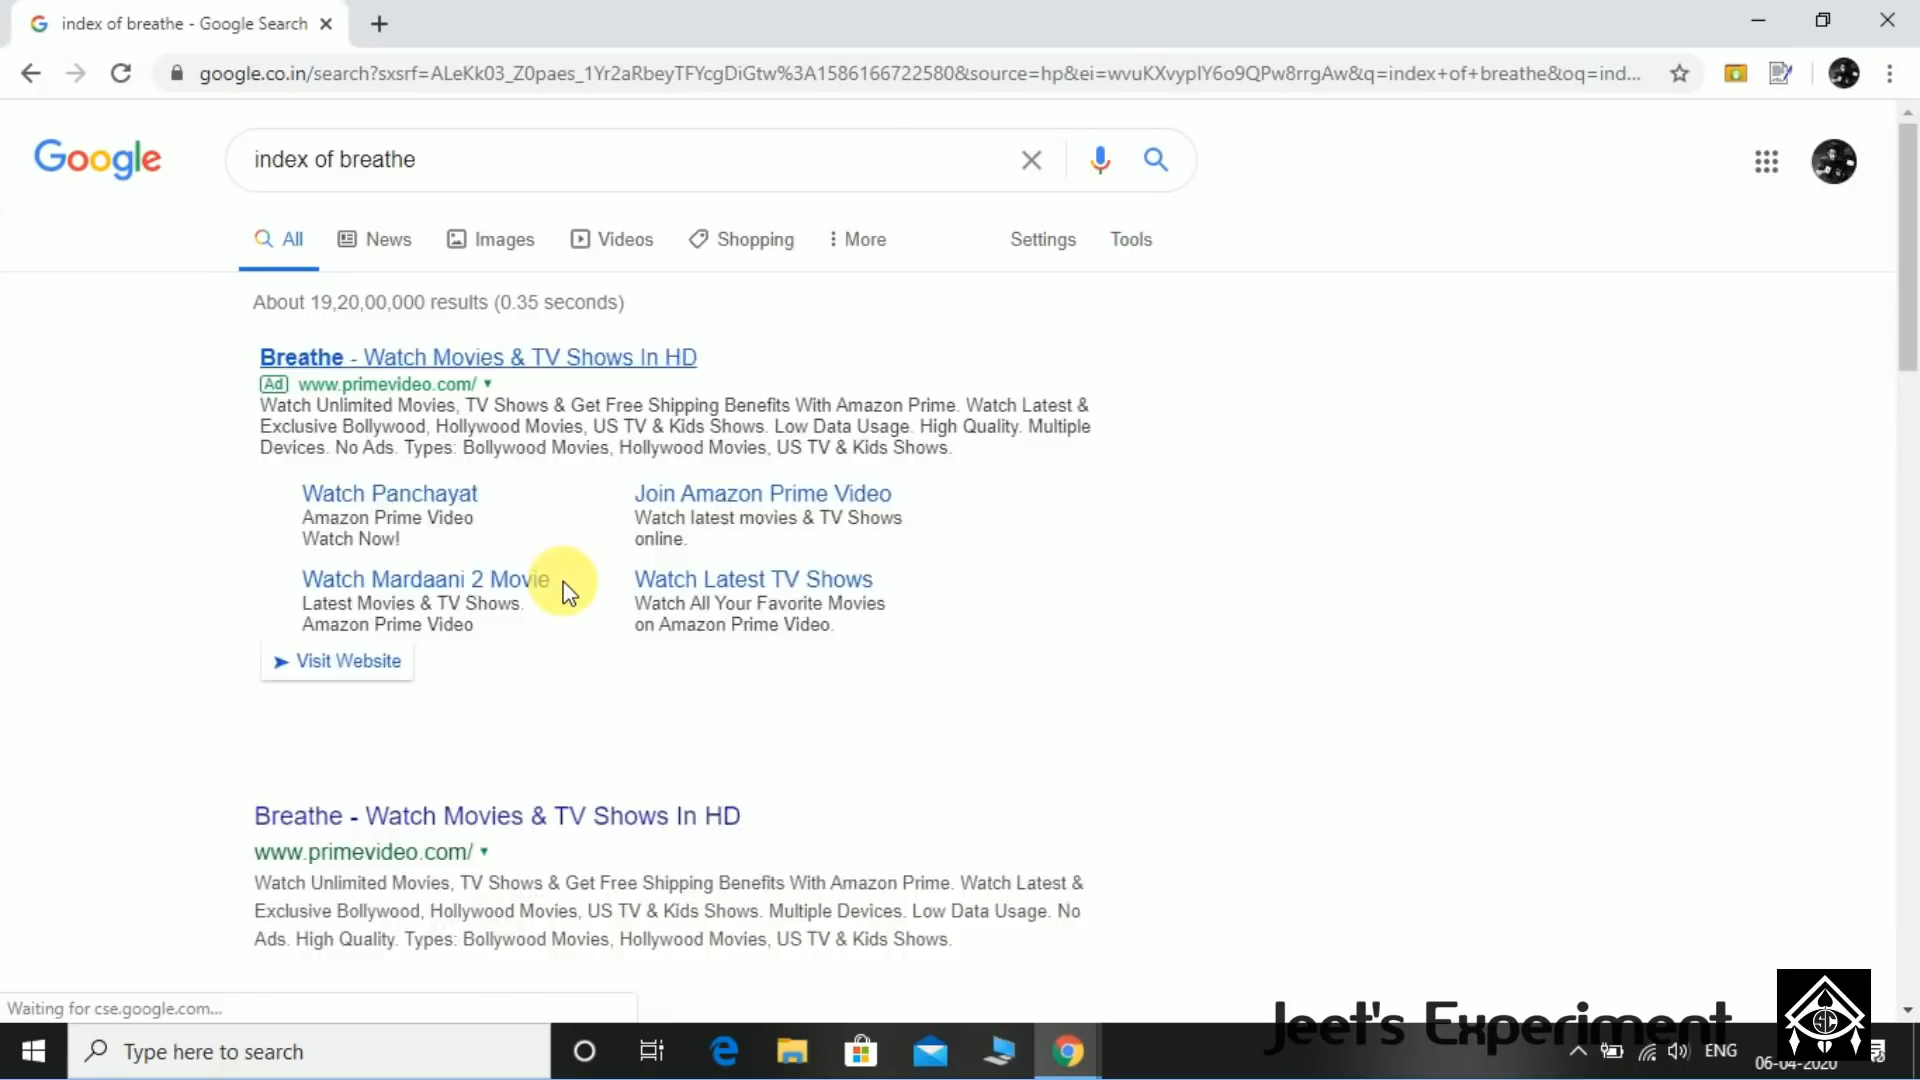 index of breathe - Google Search
google.co.in/search?sxsrf=ALeKk03_Z0paes_1Yr2aRbeyTFYcgDiGtw%3A1586166722580&source=hp&ei=wvuKXvypIY6o9QPw8rrgAw&q=index+of+breathe&oq=ind...
Google
index of breathe
All
News
Images
Videos
Shopping
More
Settings
Tools
About 19,20,00,000 results (0.35 seconds)
Breathe - Watch Movies & TV Shows In HD
Ad www.primevideo.com/
Watch Unlimited Movies, TV Shows & Get Free Shipping Benefits With Amazon Prime. Watch Latest &
Exclusive Bollywood, Hollywood Movies, US TV & Kids Shows. Low Data Usage. High Quality. Multiple
Devices. No Ads. Types: Bollywood Movies, Hollywood Movies, US TV & Kids Shows.
Watch Panchayat
Amazon Prime Video
Watch Now!
Join Amazon Prime Video
Watch latest movies & TV Shows
online.
Watch Mardaani 2 Movie
Latest Movies & TV Shows.
Amazon Prime Video
Watch Latest TV Shows
Watch All Your Favorite Movies
on Amazon Prime Video.
Visit Website
Breathe - Watch Movies & TV Shows In HD
www.primevideo.com/
Watch Unlimited Movies, TV Shows & Get Free Shipping Benefits With Amazon Prime. Watch Latest &
Exclusive Bollywood, Hollywood Movies, US TV & Kids Shows. Multiple Devices. Low Data Usage. No
Ads. High Quality. Types: Bollywood Movies, Hollywood Movies, US TV & Kids Shows.
Waiting for cse.google.com...
Jeet's Experiment
Type here to search
ENG
06-04-2020